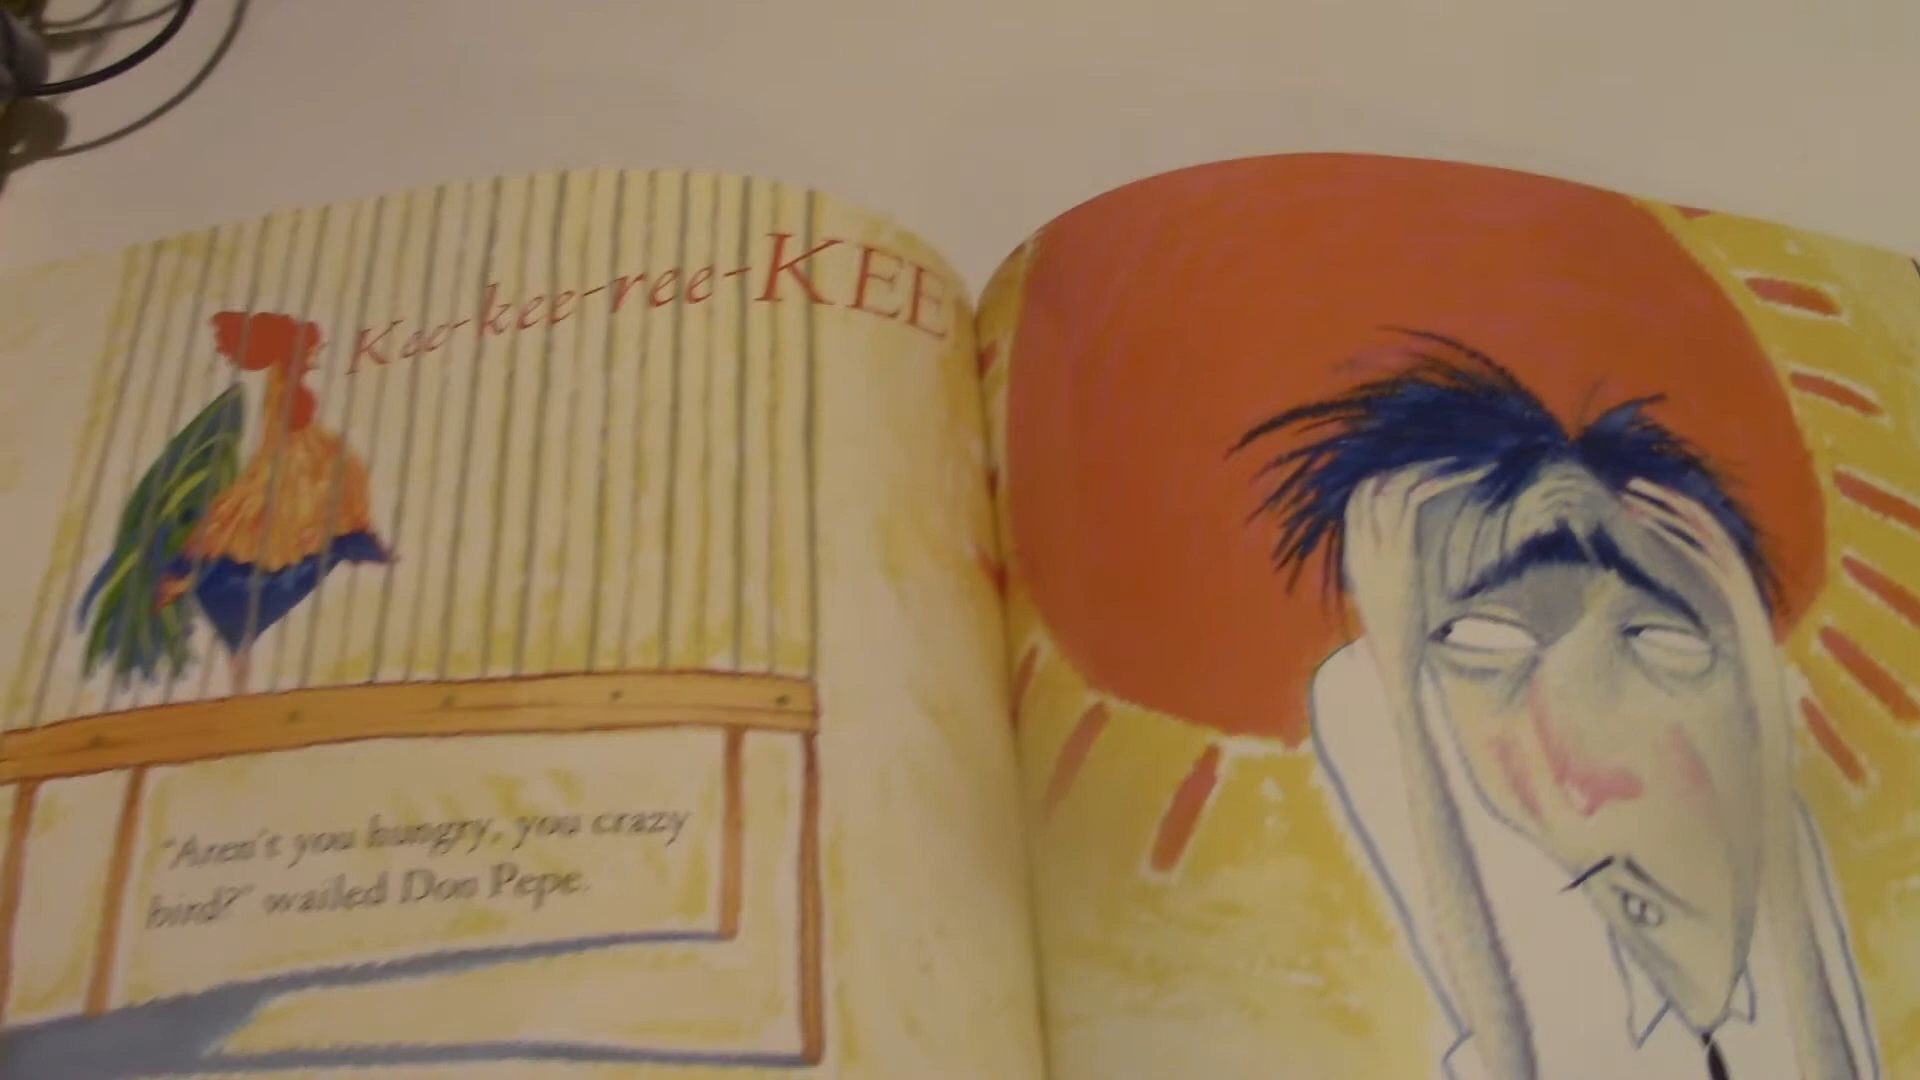 Kee-kee-ree-KEE
"Aren't you hungry, you crazy
bird?" wailed Don Pepe.